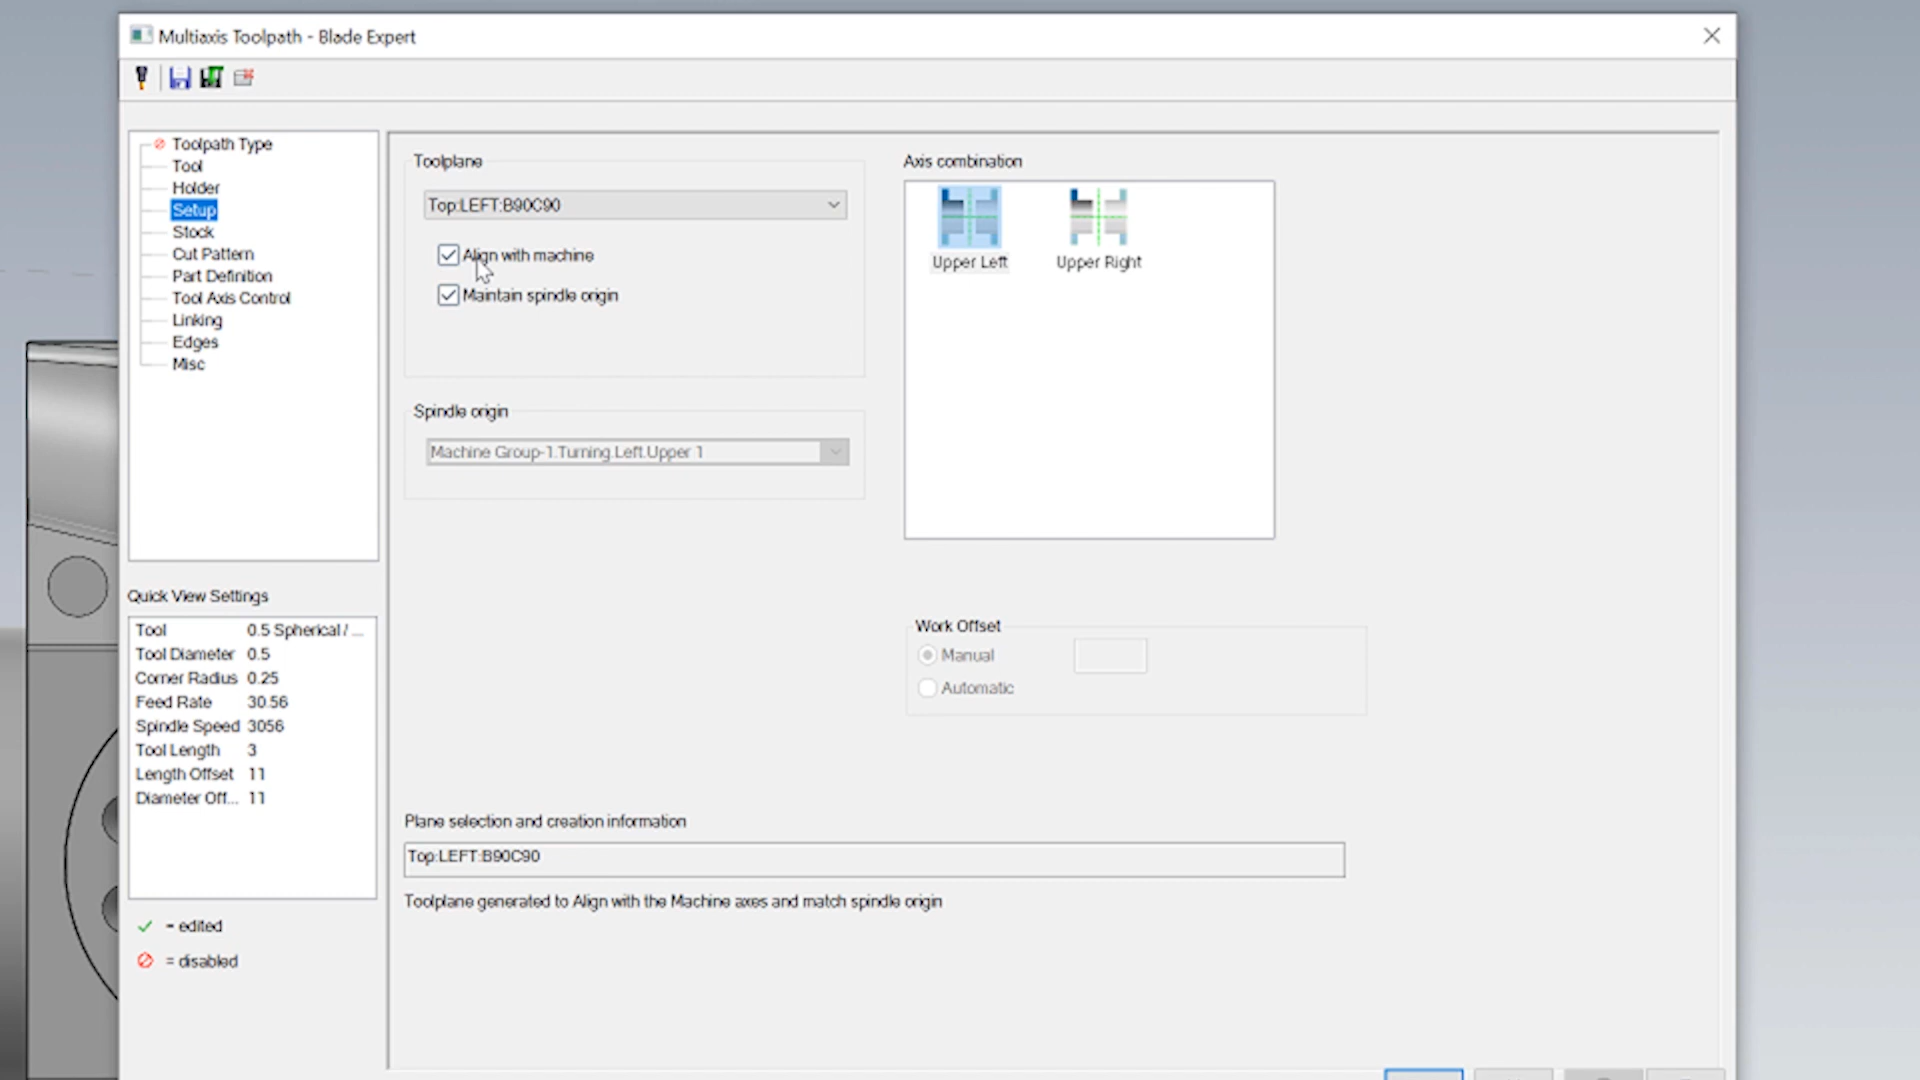 Multiaxis Toolpath - Blade Expert
Toolpath Type
Tool
Holder
Setup
Stock
Cut Pattern
Part Definition
Tool Axis Control
Linking
Edges
Misc
Quick View Settings
Tool 0.5 Spherical / ...
Tool Diameter 0.5
Corner Radius 0.25
Feed Rate 30.56
Spindle Speed 3056
Tool Length 3
Length Offset 11
Diameter Off... 11
= edited
= disabled
Toolplane
Top:LEFT:B90C90
Align with machine
Maintain spindle origin
Spindle origin
Machine Group-1.Turning.Left.Upper 1
Axis combination
Upper Left
Upper Right
Work Offset
Manual
Automatic
Plane selection and creation information
Top:LEFT:B90C90
Toolplane generated to Align with the Machine axes and match spindle origin